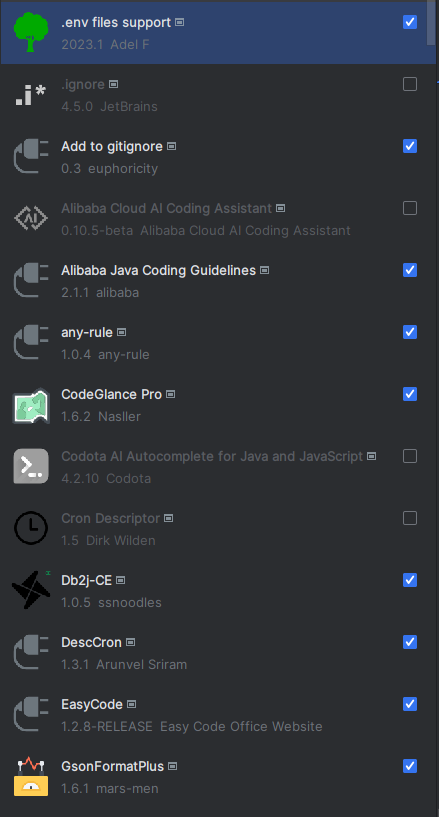 .env files support
2023.1 Adel F
.i*
.ignore
4.5.0 JetBrains
Add to gitignore
0.3 euphoricity
AI
Alibaba Cloud AI Coding Assistant
0.10.5-beta Alibaba Cloud AI Coding Assistant
Alibaba Java Coding Guidelines
2.1.1 alibaba
any-rule
1.0.4 any-rule
CodeGlance Pro
1.6.2 Nasller
Codota AI Autocomplete for Java and JavaScript
4.2.10 Codota
Cron Descriptor
1.5 Dirk Wilden
Db2j-CE
1.0.5 ssnoodles
DescCron
1.3.1 Arunvel Sriram
EasyCode
1.2.8-RELEASE Easy Code Office Website
GsonFormatPlus
1.6.1 mars-men